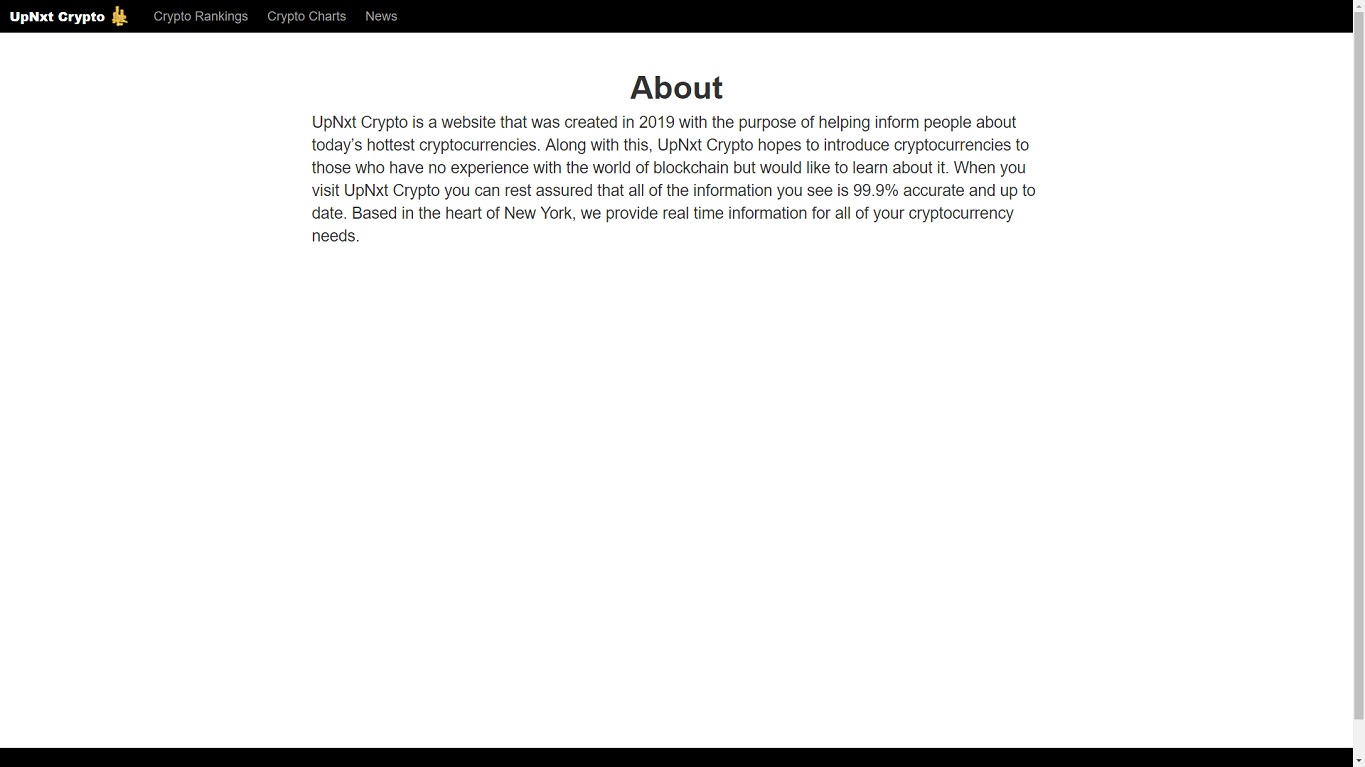 UpNxt Crypto Crypto Rankings Crypto Charts News
About
UpNxt Crypto is a website that was created in 2019 with the purpose of helping inform people about
today’s hottest cryptocurrencies. Along with this, UpNxt Crypto hopes to introduce cryptocurrencies to
those who have no experience with the world of blockchain but would like to learn about it. When you
visit UpNxt Crypto you can rest assured that all of the information you see is 99.9% accurate and up to
date. Based in the heart of New York, we provide real time information for all of your cryptocurrency
needs.